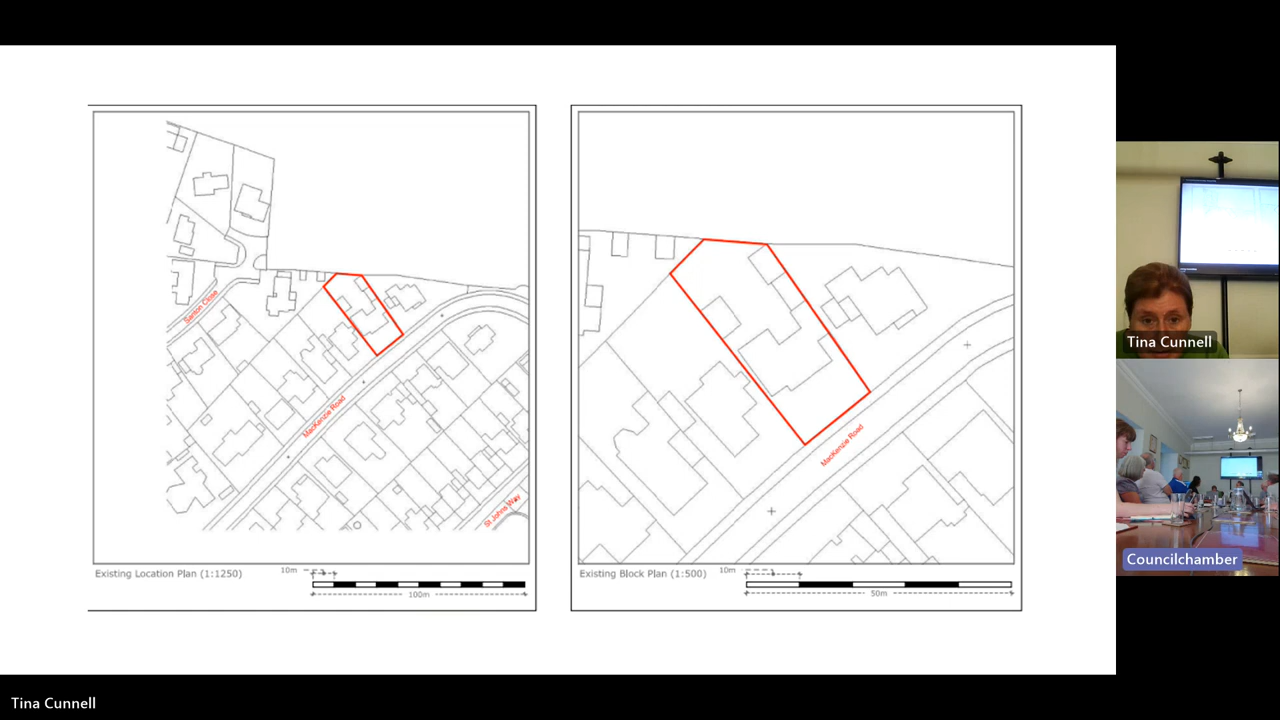 Santon Close
MacKenzie Road
St Johns Way
Existing Location Plan (1:1250)
10m
100m
MacKenzie Road
Existing Block Plan (1:500)
10m
50m
Tina Cunnell
Councilchamber
Tina Cunnell